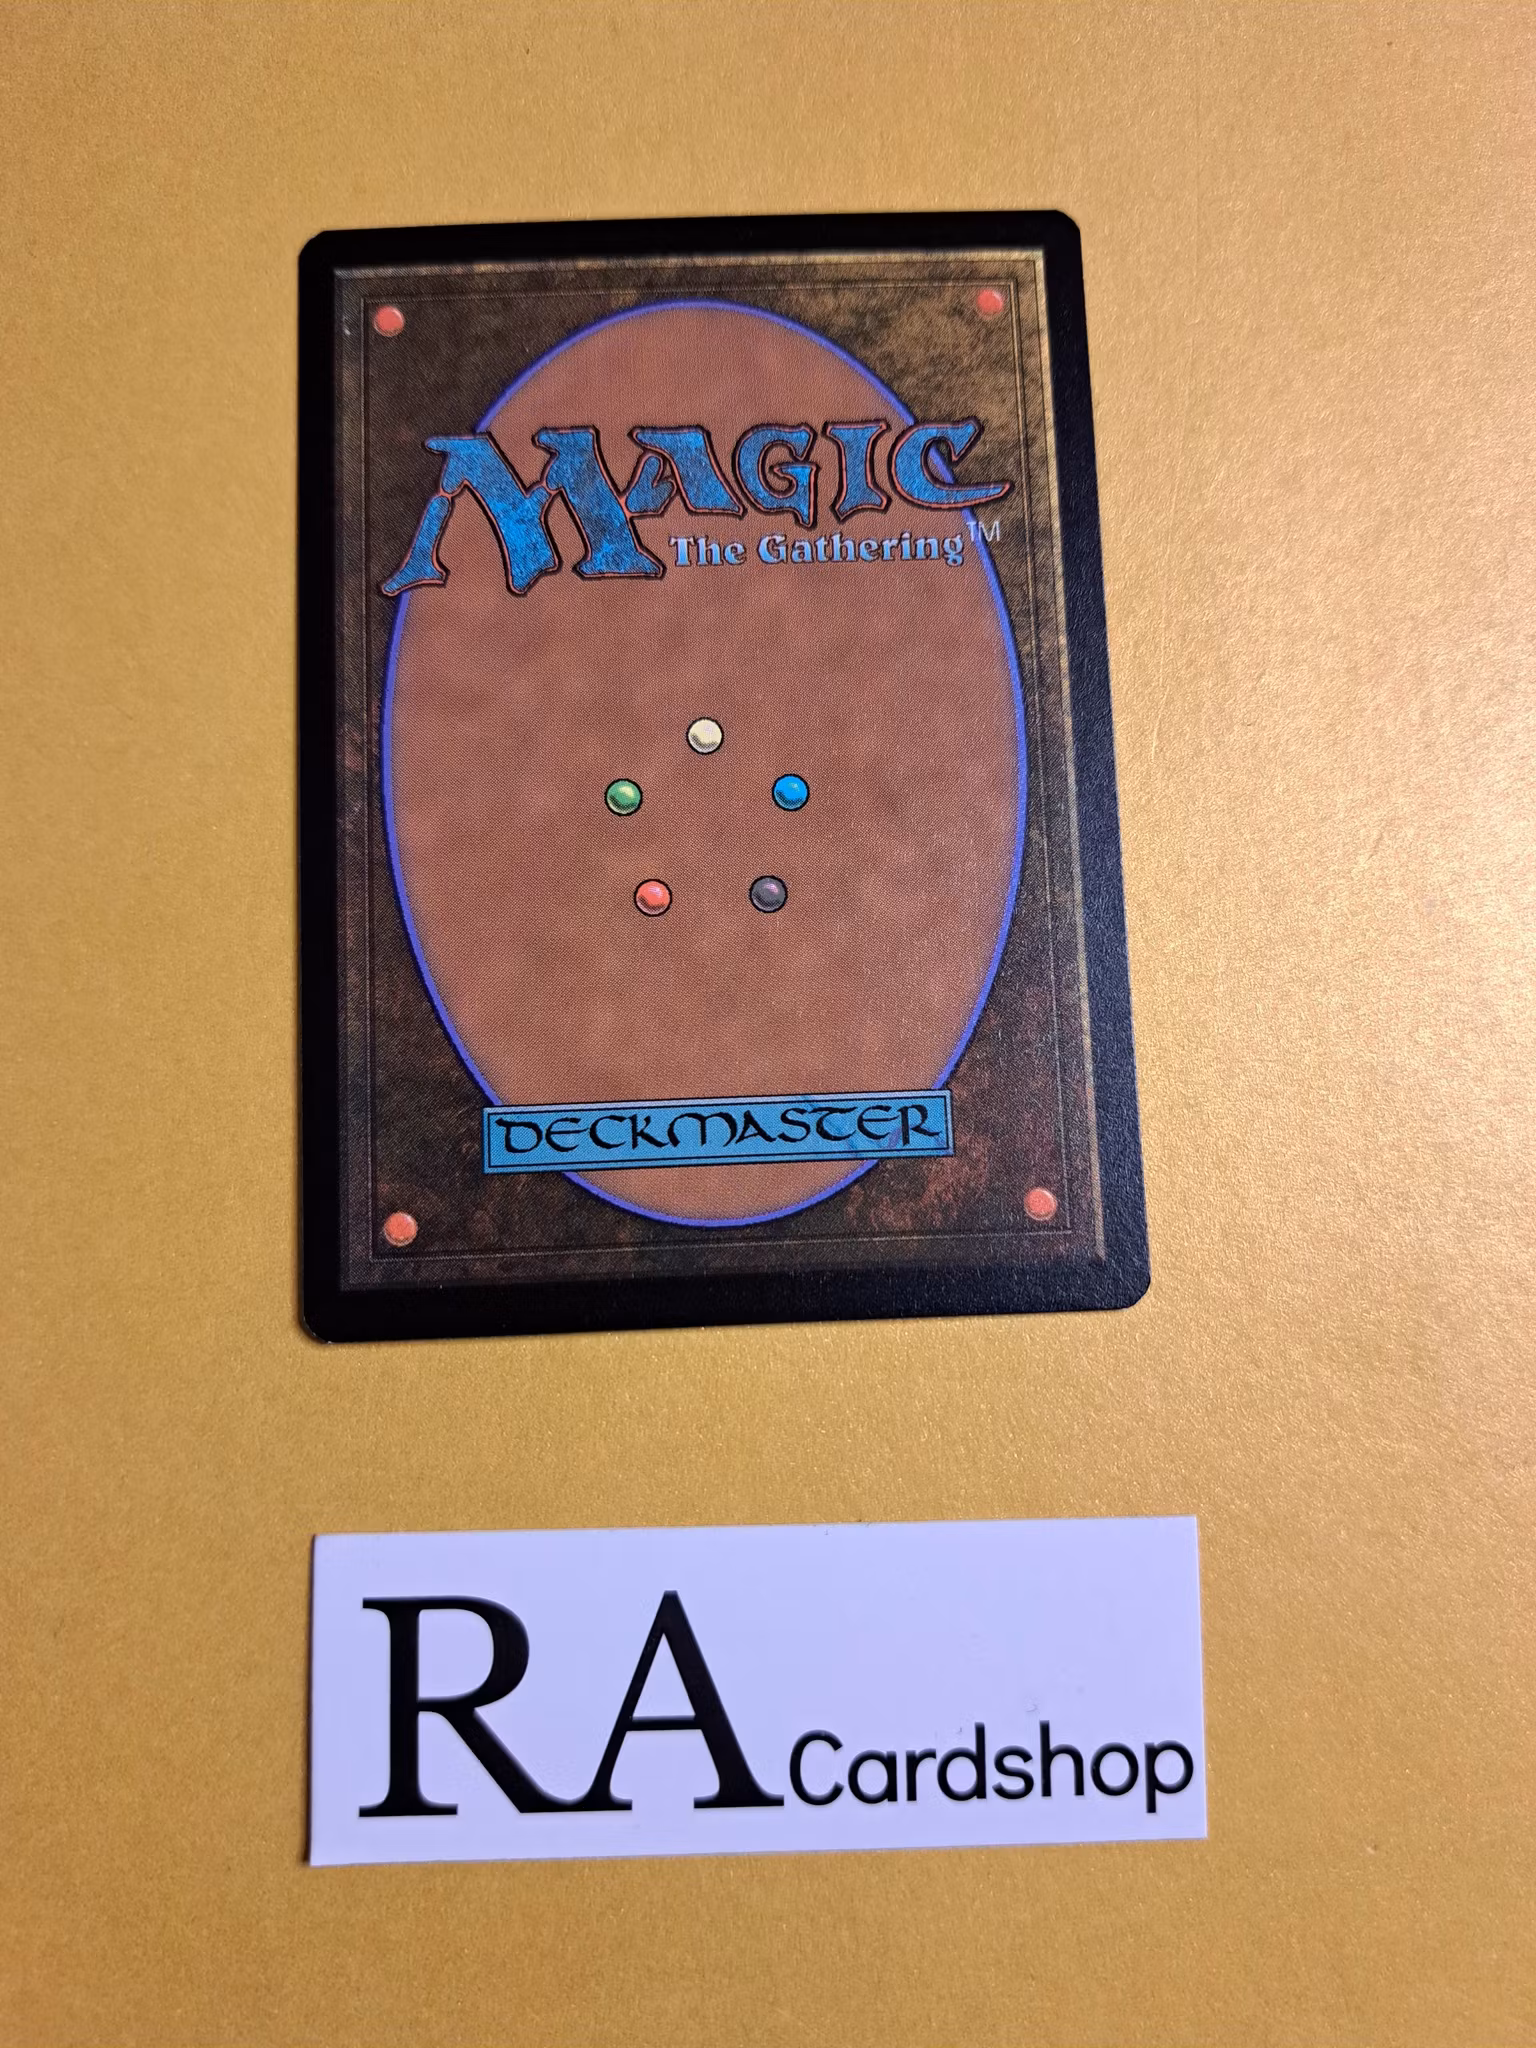 MAGIC
The Gathering™
DECKMASTER
RA Cardshop